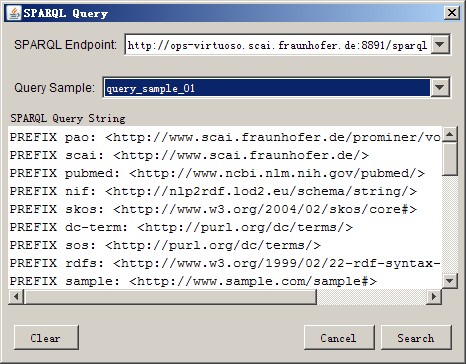 SPARQL Query
SPARQL Endpoint: http://ops-virtuoso.scai.fraunhofer.de:8891/sparql
Query Sample: query_sample_01
SPARQL Query String
PREFIX pao: <http://www.scai.fraunhofer.de/prominer/vo
PREFIX scai: <http://www.scai.fraunhofer.de/>
PREFIX pubmed: <http://www.ncbi.nlm.nih.gov/pubmed/>
PREFIX nif: <http://nlp2rdf.lod2.eu/schema/string/>
PREFIX skos: <http://www.w3.org/2004/02/skos/core#>
PREFIX dc-term: <http://purl.org/dc/terms/>
PREFIX sos: <http://purl.org/dc/terms/>
PREFIX rdfs: <http://www.w3.org/1999/02/22-rdf-syntax-
PREFIX sample: <http://www.sample.com/sample#>
Clear Cancel Search